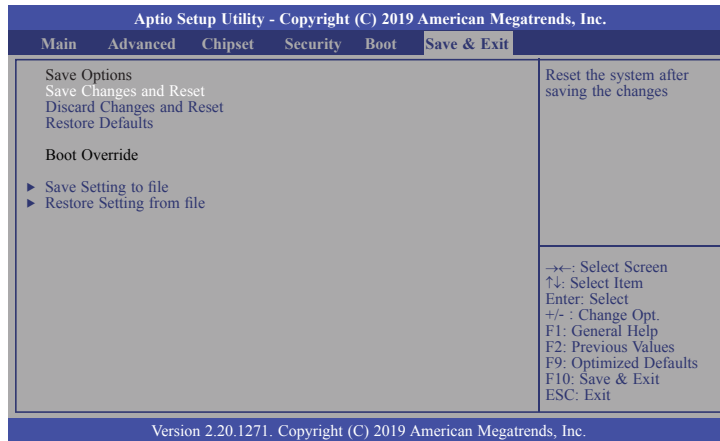 Aptio Setup Utility - Copyright (C) 2019 American Megatrends, Inc.
Main Advanced Chipset Security Boot Save & Exit
Save Options
Save Changes and Reset
Discard Changes and Reset
Restore Defaults
Boot Override
► Save Setting to file
► Restore Setting from file
Reset the system after
saving the changes
→←: Select Screen
↑↓: Select Item
Enter: Select
+/- : Change Opt.
F1: General Help
F2: Previous Values
F9: Optimized Defaults
F10: Save & Exit
ESC: Exit
Version 2.20.1271. Copyright (C) 2019 American Megatrends, Inc.